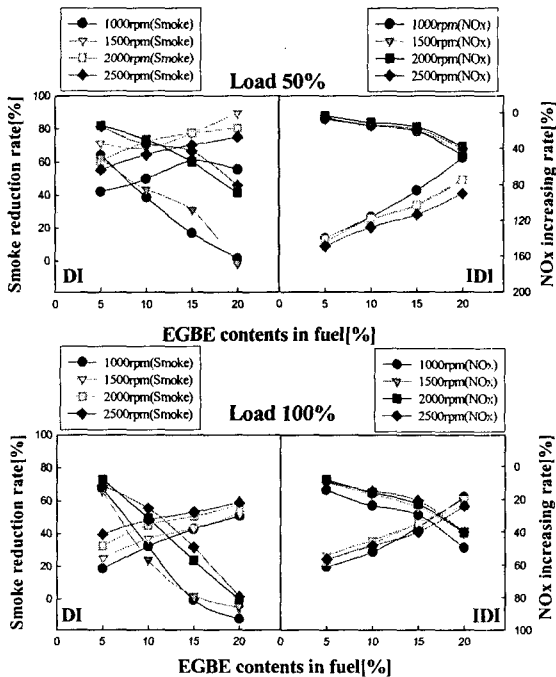 1000rpm(Smoke)
1500rpm(Smoke)
2000rpm(Smoke)
2500rpm(Smoke)
1000rpm(NOx)
1500rpm(NOx)
2000rpm(NOx)
2500rpm(NOx)
Load 50%
Smoke reduction rate[%]
100
80
60
40
20
0
DI
IDI
0
40
80
120
160
200
NOx increasing rate[%]
0 5 10 15 20 0 5 10 15 20
EGBE contents in fuel[%]
1000rpm(Smoke)
1500rpm(Smoke)
2000rpm(Smoke)
2500rpm(Smoke)
1000rpm(NOx)
1500rpm(NOx)
2000rpm(NOx)
2500rpm(NOx)
Load 100%
Smoke reduction rate[%]
100
80
60
40
20
0
DI
IDI
0
20
40
60
80
100
NOx increasing rate[%]
0 5 10 15 20 0 5 10 15 20
EGBE contents in fuel[%]